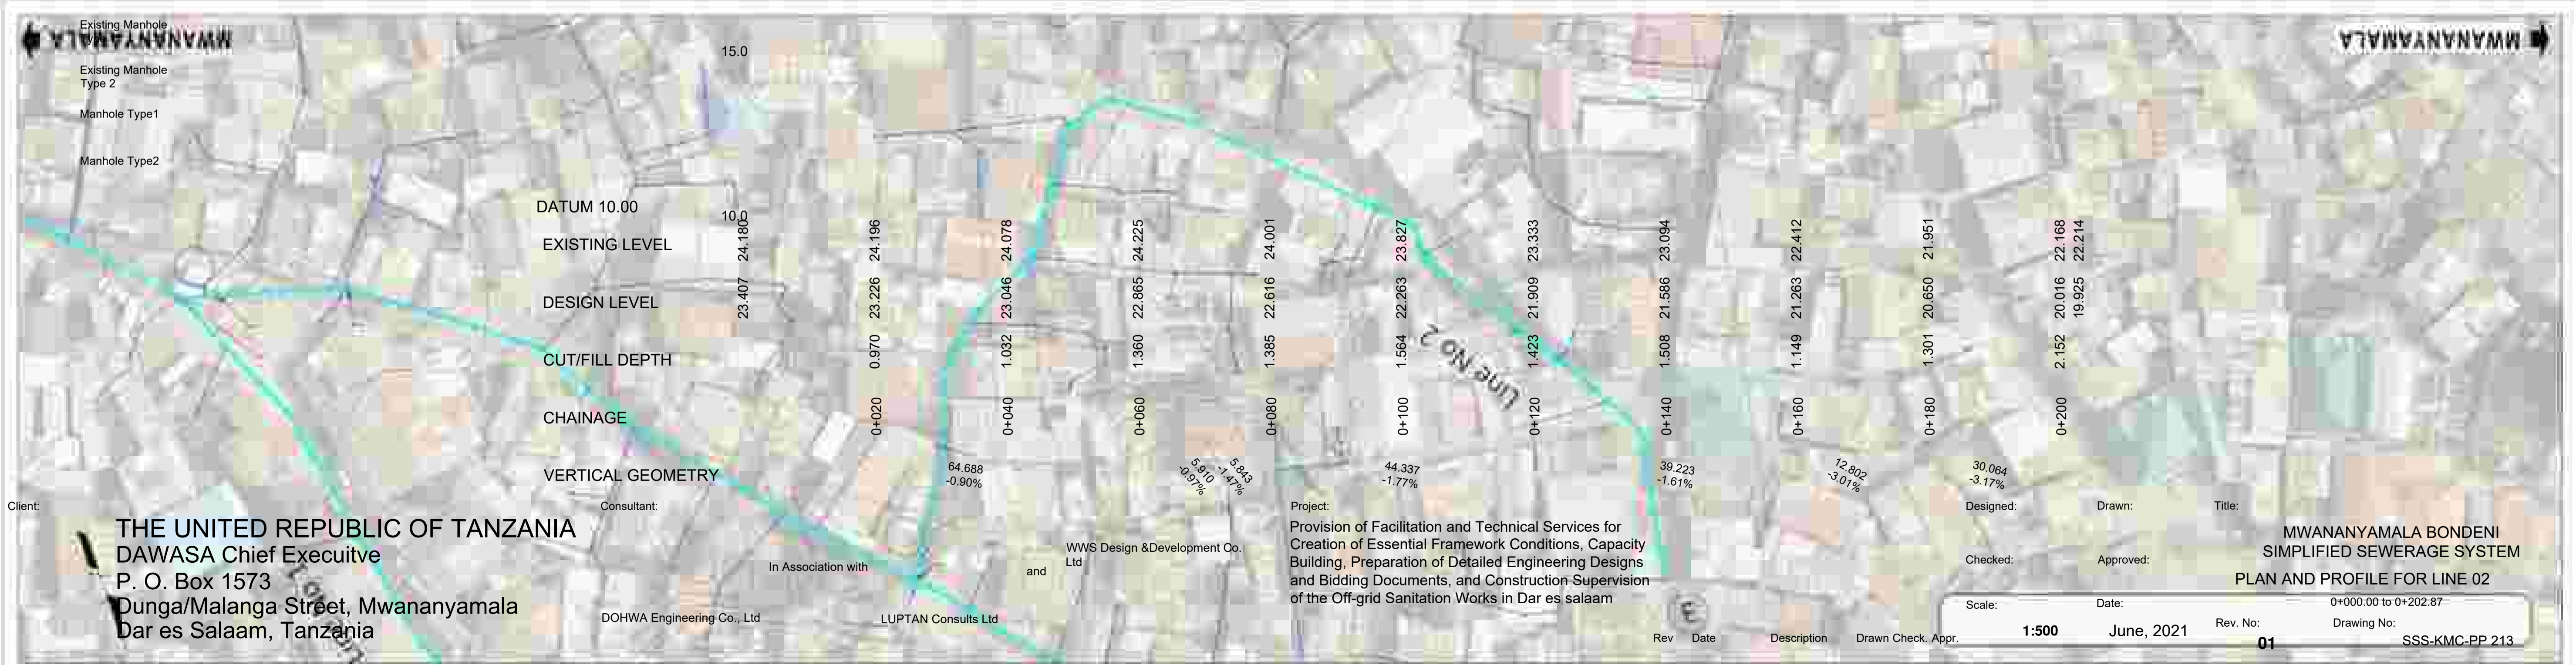 Existing Manhole
Existing Manhole
Type 2
Manhole Type1
Manhole Type2
MWANANYAMALA
MWANANYAMALA
15.0
10.0
DATUM 10.00
EXISTING LEVEL
24.180 24.196 24.078 24.225 24.001 23.827 23.333 23.094 22.412 21.951 22.168 22.214
DESIGN LEVEL
23.407 23.226 23.046 22.865 22.616 22.263 21.909 21.586 21.263 20.650 20.016 19.925
CUT/FILL DEPTH
0.970 1.032 1.360 1.385 1.564 1.423 1.508 1.149 1.301 2.152
CHAINAGE
0+020 0+040 0+060 0+080 0+100 0+120 0+140 0+160 0+180 0+200
VERTICAL GEOMETRY
64.688
-0.90%
5.910
-0.97%
5.843
-1.47%
44.337
-1.77%
39.223
-1.61%
12.802
-3.01%
30.064
-3.17%
Line No 2
Client:
THE UNITED REPUBLIC OF TANZANIA
DAWASA Chief Execuitve
P. O. Box 1573
Dunga/Malanga Street, Mwananyamala
Dar es Salaam, Tanzania
Consultant:
In Association with
DOHWA Engineering Co., Ltd
LUPTAN Consults Ltd
and
WWS Design &Development Co.
Ltd
Project:
Provision of Facilitation and Technical Services for
Creation of Essential Framework Conditions, Capacity
Building, Preparation of Detailed Engineering Designs
and Bidding Documents, and Construction Supervision
of the Off-grid Sanitation Works in Dar es salaam
3
Rev Date Description Drawn Check. Appr.
Designed:
Drawn:
Checked:
Approved:
Title:
MWANANYAMALA BONDENI
SIMPLIFIED SEWERAGE SYSTEM
PLAN AND PROFILE FOR LINE 02
0+000.00 to 0+202.87
Scale:
1:500
Date:
June, 2021
Rev. No:
01
Drawing No:
SSS-KMC-PP 213